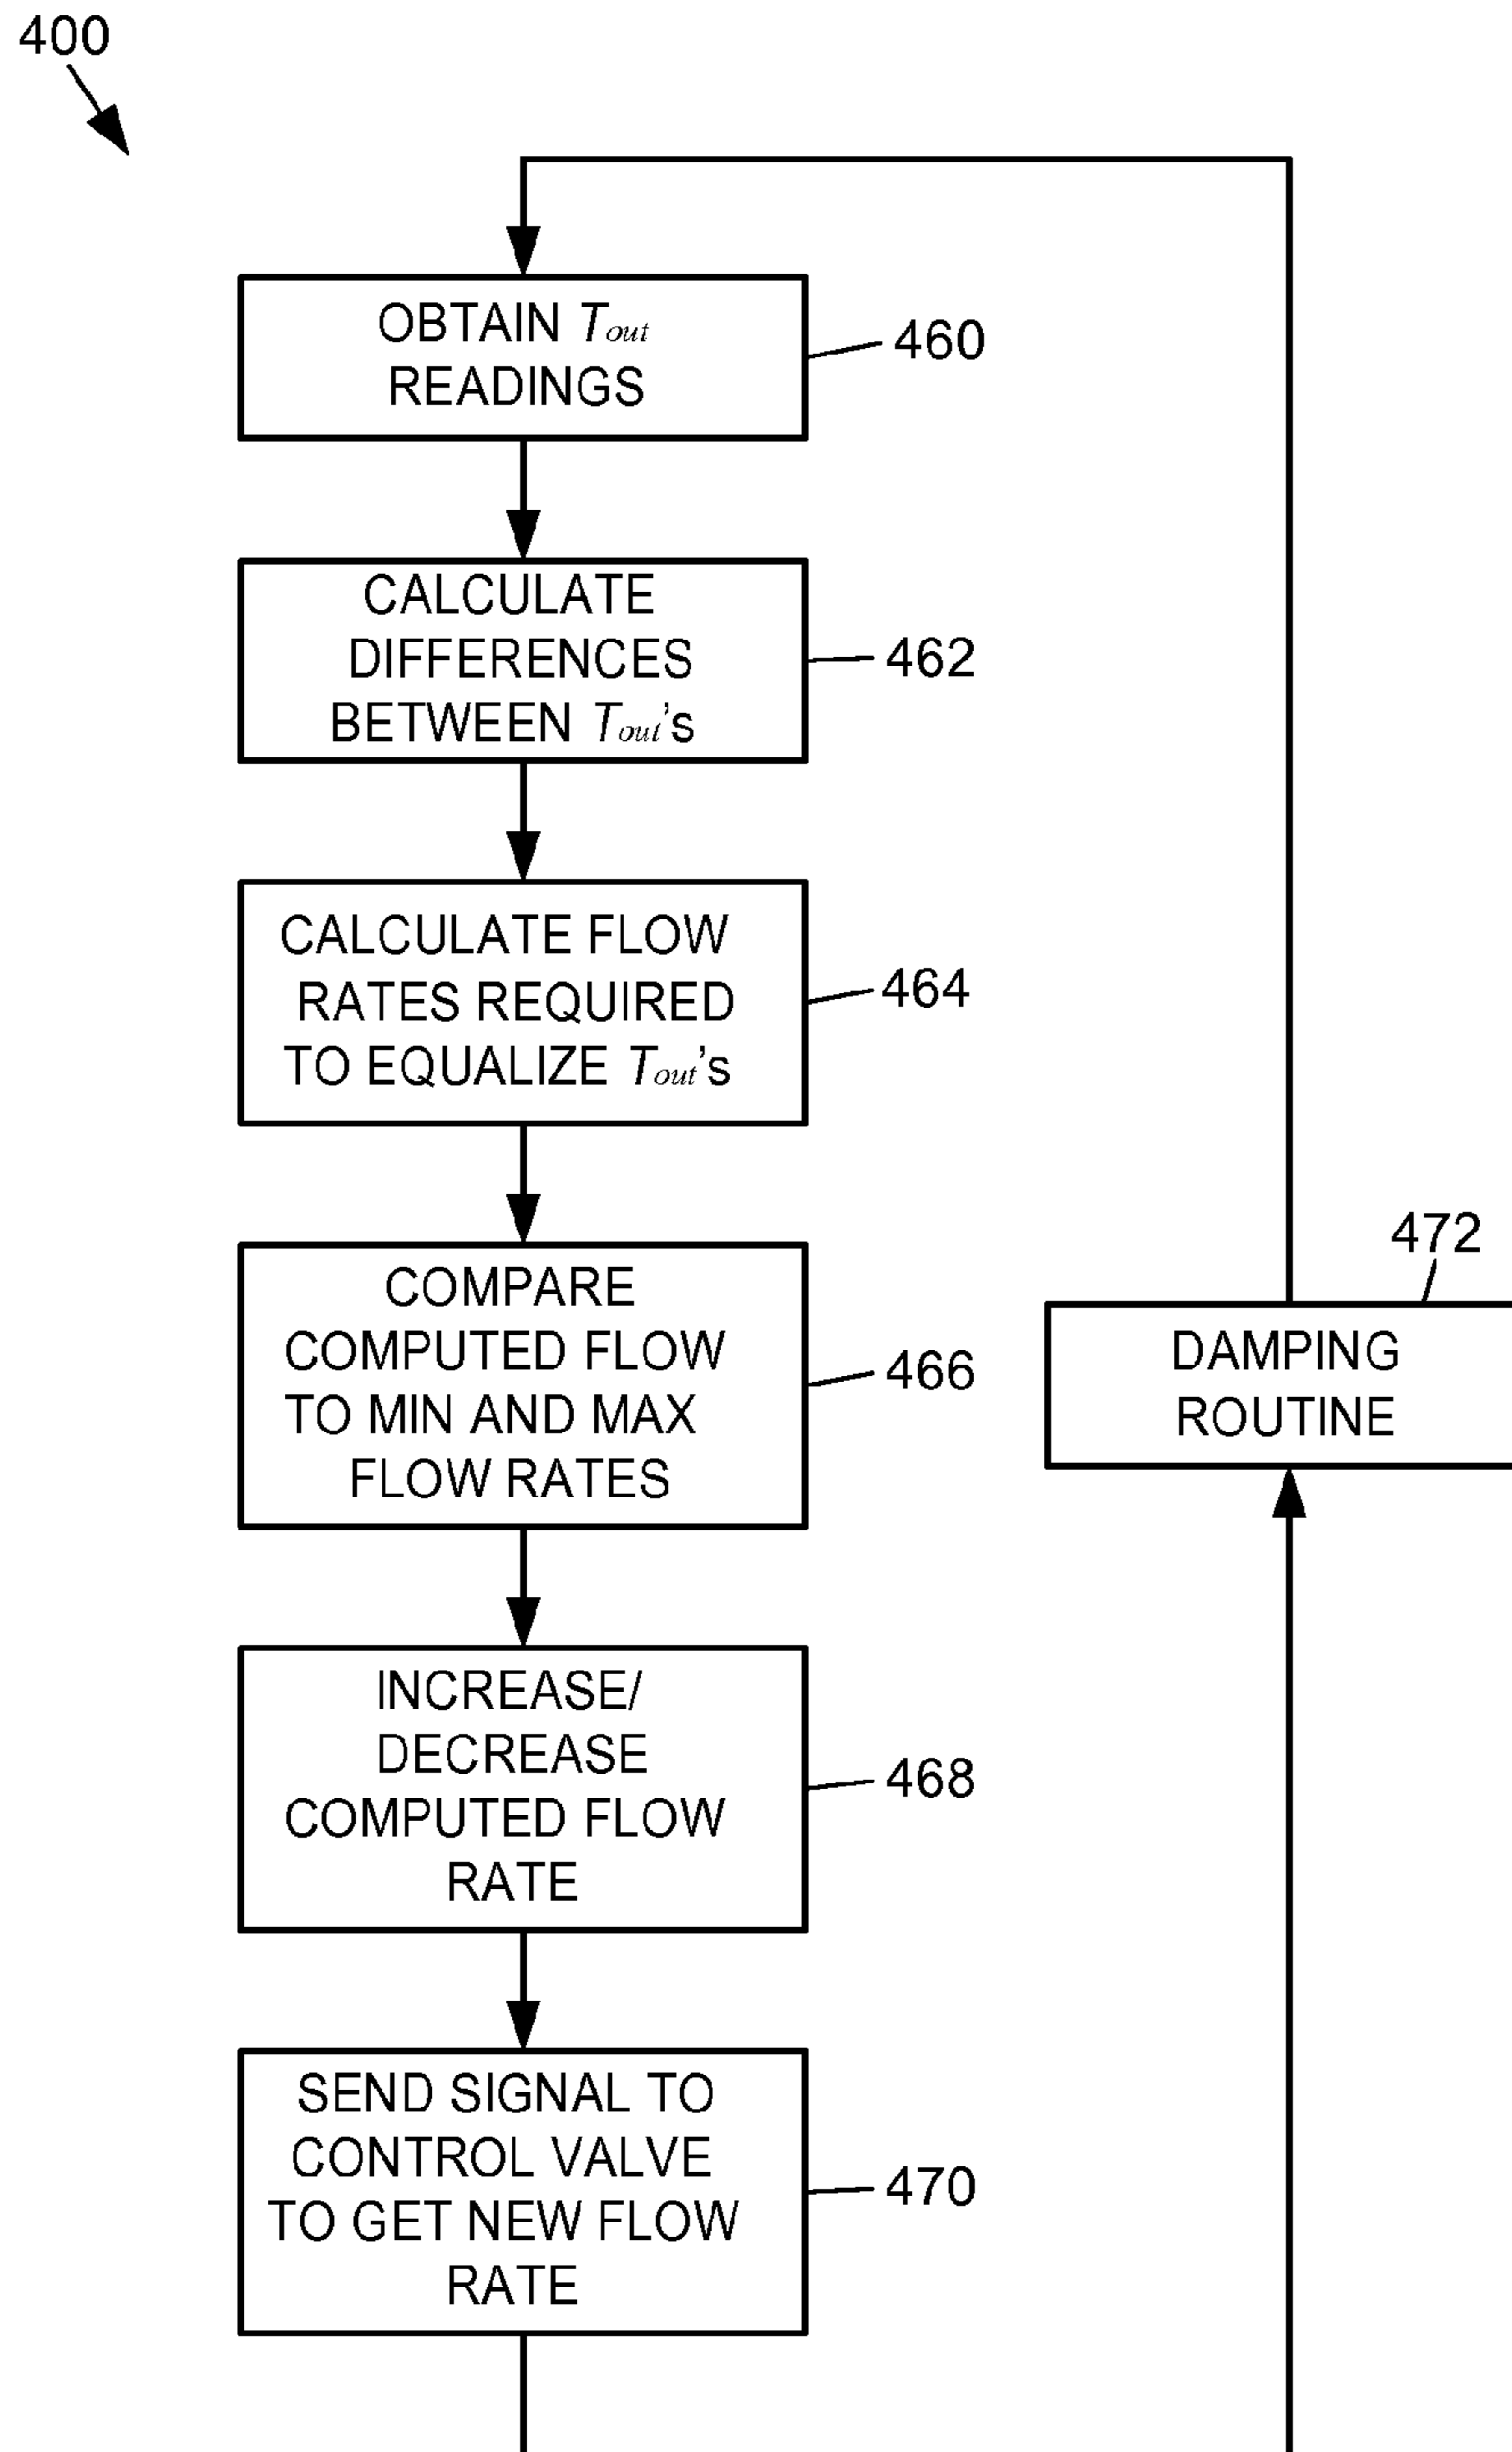 400
OBTAIN Tout
READINGS
460
CALCULATE
DIFFERENCES
BETWEEN Tout's
462
CALCULATE FLOW
RATES REQUIRED
TO EQUALIZE Tout's
464
COMPARE
COMPUTED FLOW
TO MIN AND MAX
FLOW RATES
466
472
DAMPING
ROUTINE
INCREASE/
DECREASE
COMPUTED FLOW
RATE
468
SEND SIGNAL TO
CONTROL VALVE
TO GET NEW FLOW
RATE
470